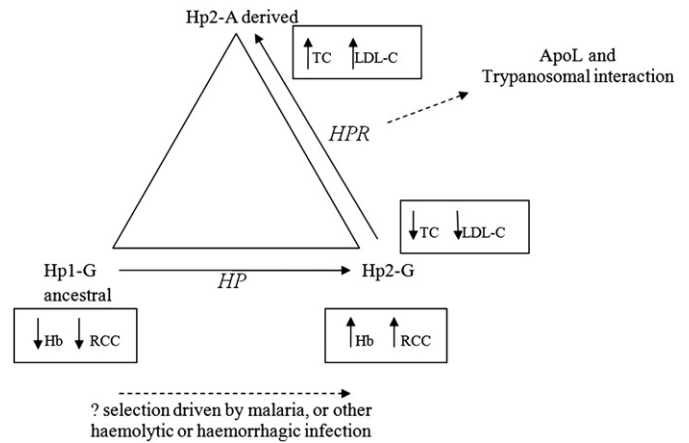 Hp2-A derived
TC LDL-C
ApoL and
Trypanosomal interaction
HPR
TC LDL-C
Hp1-G
ancestral
HP
Hp2-G
Hb RCC
Hb RCC
? selection driven by malaria, or other
haemolytic or haemorrhagic infection